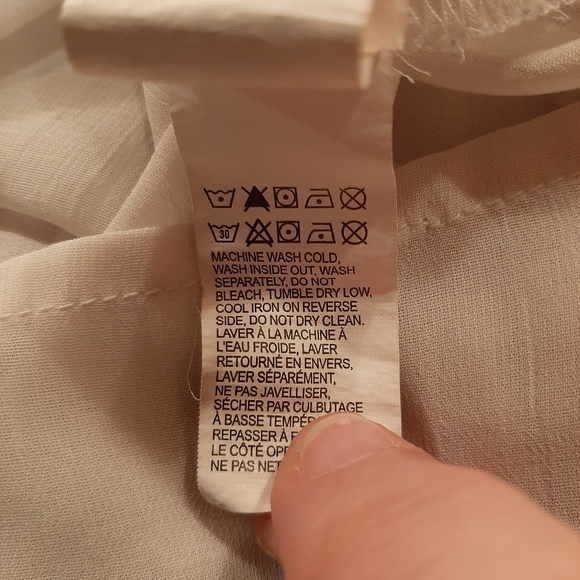 30
MACHINE WASH COLD,
WASH INSIDE OUT, WASH
SEPARATELY, DO NOT
BLEACH, TUMBLE DRY LOW,
COOL IRON ON REVERSE
SIDE, DO NOT DRY CLEAN.
LAVER À LA MACHINE À
L'EAU FROIDE, LAVER
RETOURNÉ EN ENVERS,
LAVER SÉPARÉMENT,
NE PAS JAVELLISER,
SÉCHER PAR CULBUTAGE
À BASSE
REPASSER À
LE CÔTÉ
NE PAS